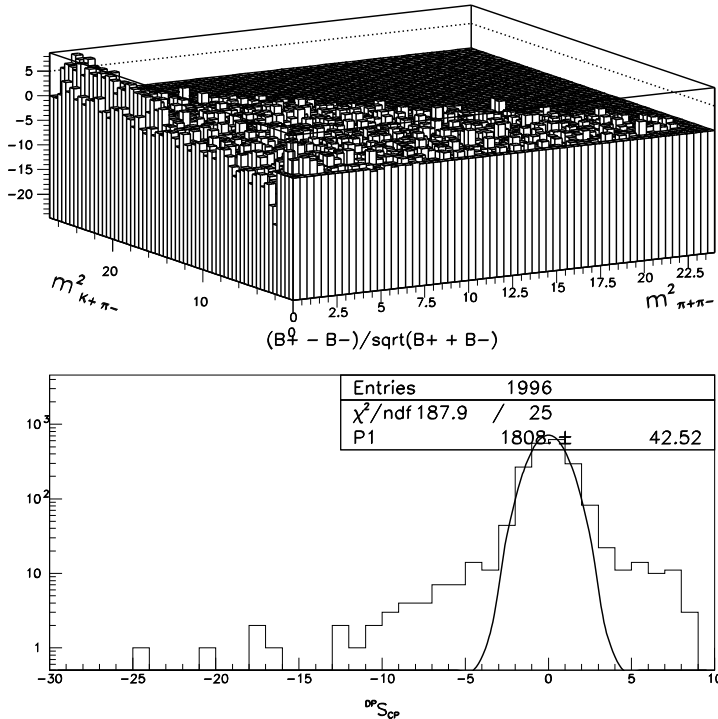 5
0
−5
−10
−15
−20
m²K+π−
20
10
0
0
2.5
5
7.5
10
12.5
15
17.5
20
22.5
m²π+π−
(B+ − B−)/sqrt(B+ + B−)
Entries 1996
χ²/ndf 187.9 / 25
P1 1808. ± 42.52
10³
10²
10
1
−30 −25 −20 −15 −10 −5 0 5 10
DPSCP